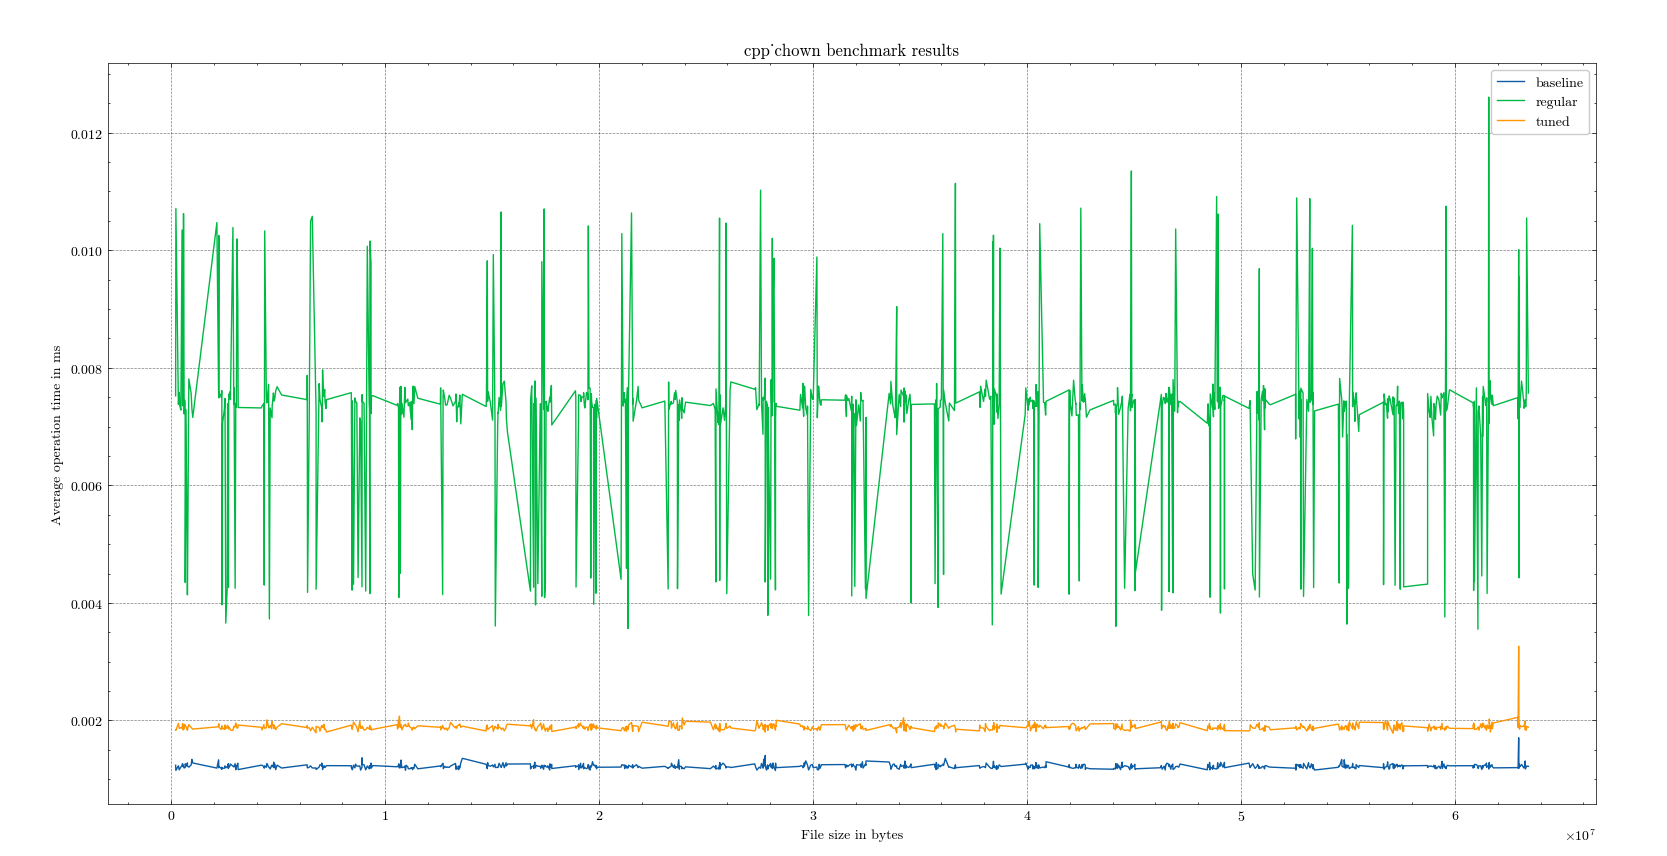 cpp˙chown benchmark results
baseline
regular
tuned
Average operation time in ms
0.012
0.010
0.008
0.006
0.004
0.002
0 1 2 3 4 5 6
×10⁷
File size in bytes